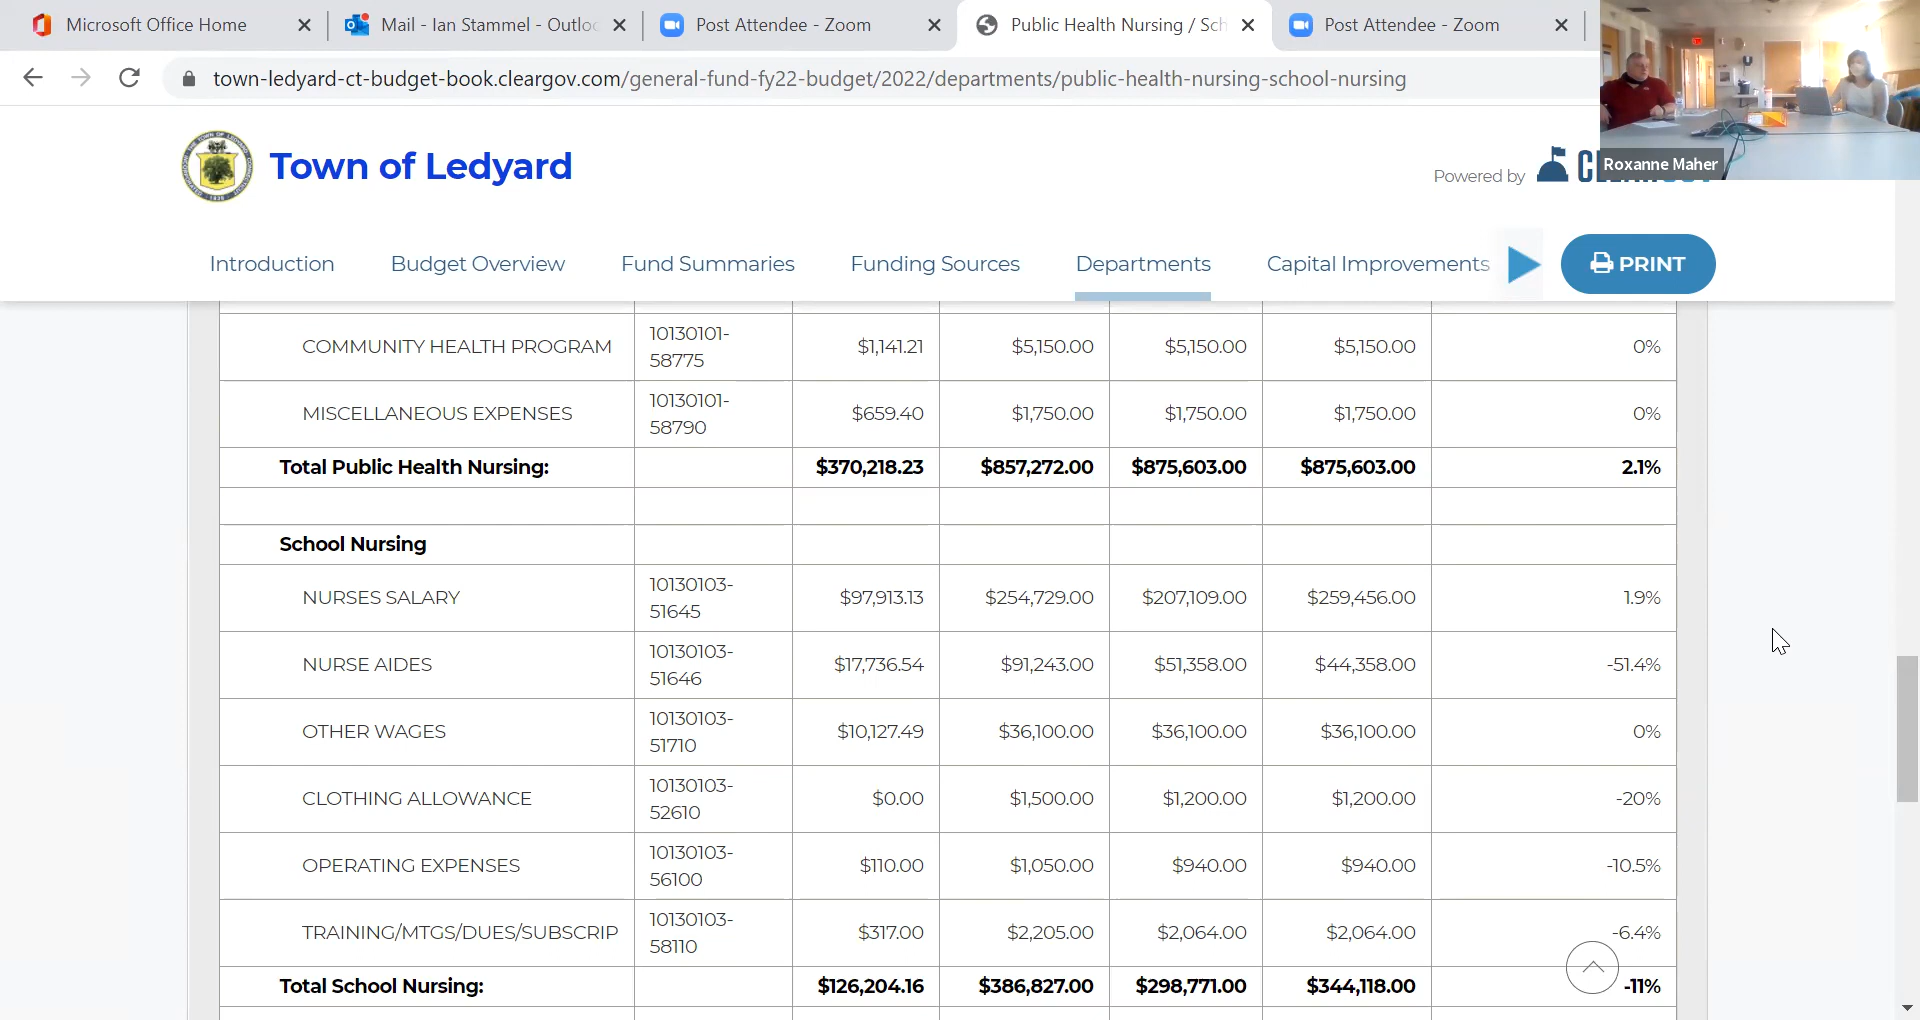 Microsoft Office Home
Mail - Ian Stammel - Outloo
Post Attendee - Zoom
Public Health Nursing / Sch
Post Attendee - Zoom
town-ledyard-ct-budget-book.cleargov.com/general-fund-fy22-budget/2022/departments/public-health-nursing-school-nursing
Town of Ledyard
Powered by
Roxanne Maher
Introduction Budget Overview Fund Summaries Funding Sources Departments Capital Improvements PRINT
COMMUNITY HEALTH PROGRAM 10130101-58775 $1,141.21 $5,150.00 $5,150.00 $5,150.00 0%
MISCELLANEOUS EXPENSES 10130101-58790 $659.40 $1,750.00 $1,750.00 $1,750.00 0%
Total Public Health Nursing: $370,218.23 $857,272.00 $875,603.00 $875,603.00 2.1%
School Nursing
NURSES SALARY 10130103-51645 $97,913.13 $254,729.00 $207,109.00 $259,456.00 1.9%
NURSE AIDES 10130103-51646 $17,736.54 $91,243.00 $51,358.00 $44,358.00 -51.4%
OTHER WAGES 10130103-51710 $10,127.49 $36,100.00 $36,100.00 $36,100.00 0%
CLOTHING ALLOWANCE 10130103-52610 $0.00 $1,500.00 $1,200.00 $1,200.00 -20%
OPERATING EXPENSES 10130103-56100 $110.00 $1,050.00 $940.00 $940.00 -10.5%
TRAINING/MTGS/DUES/SUBSCRIP 10130103-58110 $317.00 $2,205.00 $2,064.00 $2,064.00 -6.4%
Total School Nursing: $126,204.16 $386,827.00 $298,771.00 $344,118.00 -11%